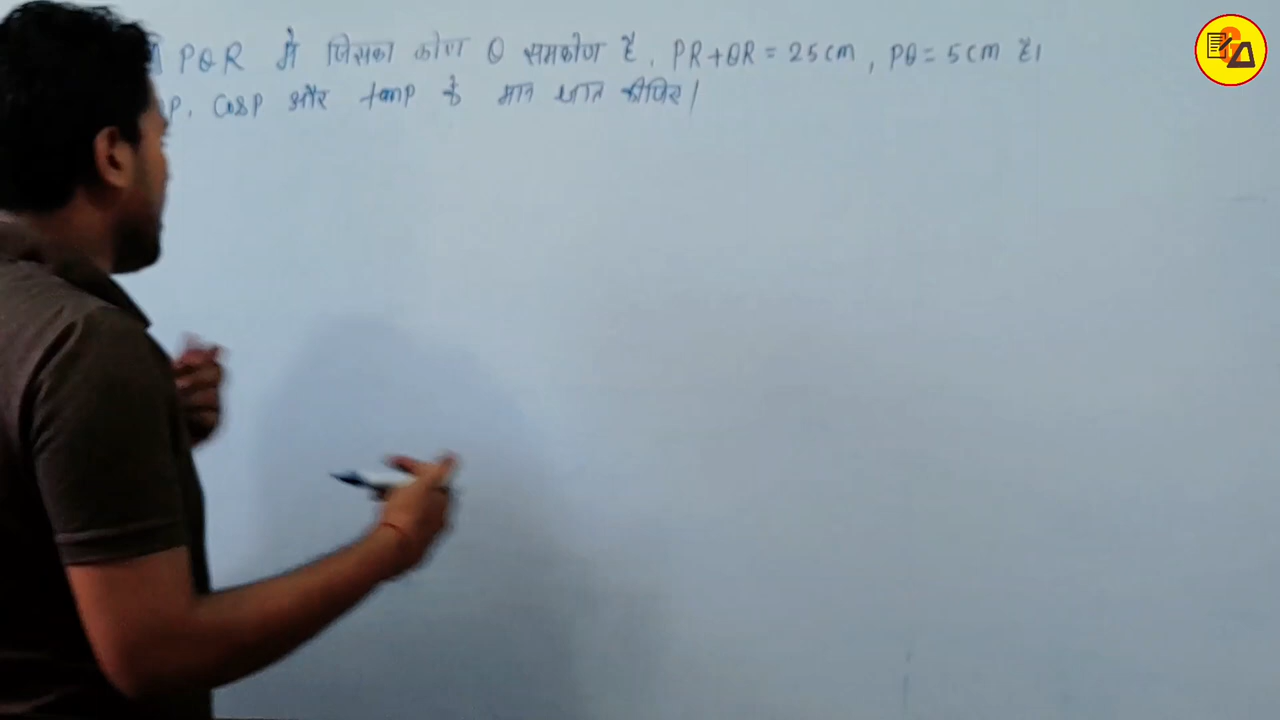 PQR में जिसका कोण Q समकोण है, PR+QR = 25cm, PQ = 5cm है।
P, cosP और tanP के मान ज्ञात कीजिए।